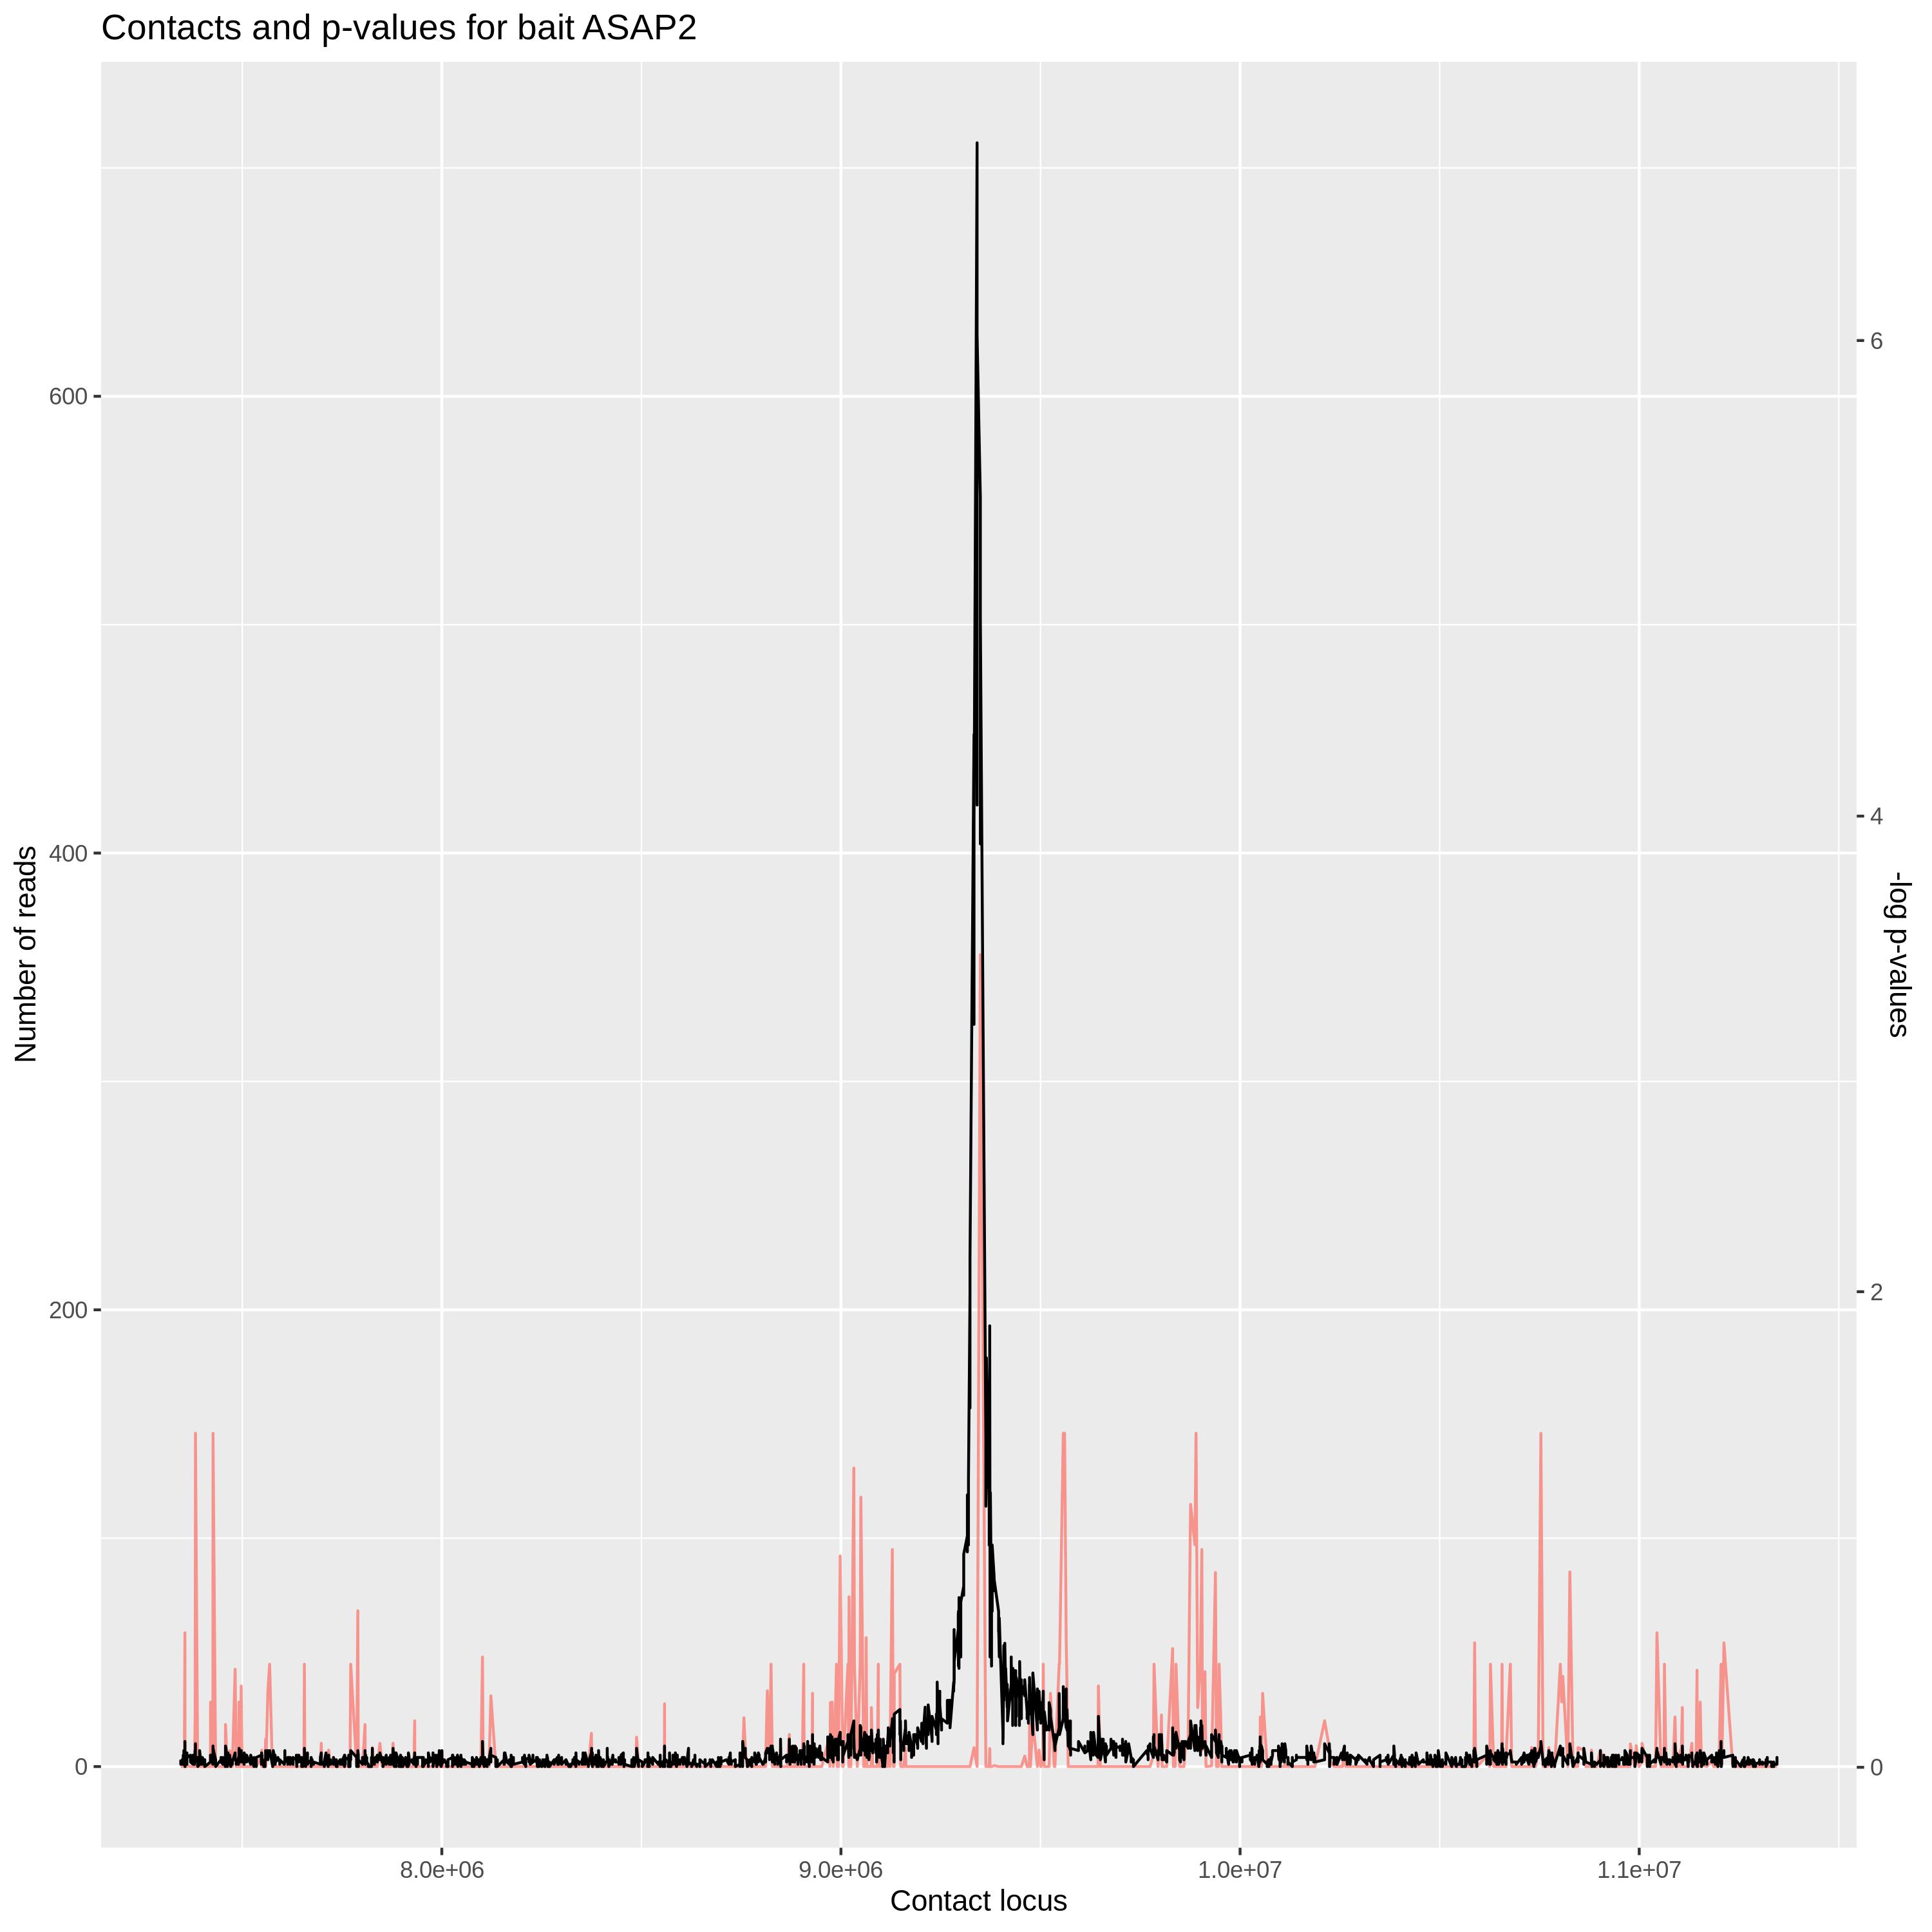 Contacts and p-values for bait ASAP2
600
400
200
0
Number of reads
6
4
2
0
-log p-values
8.0e+06
9.0e+06
1.0e+07
1.1e+07
Contact locus